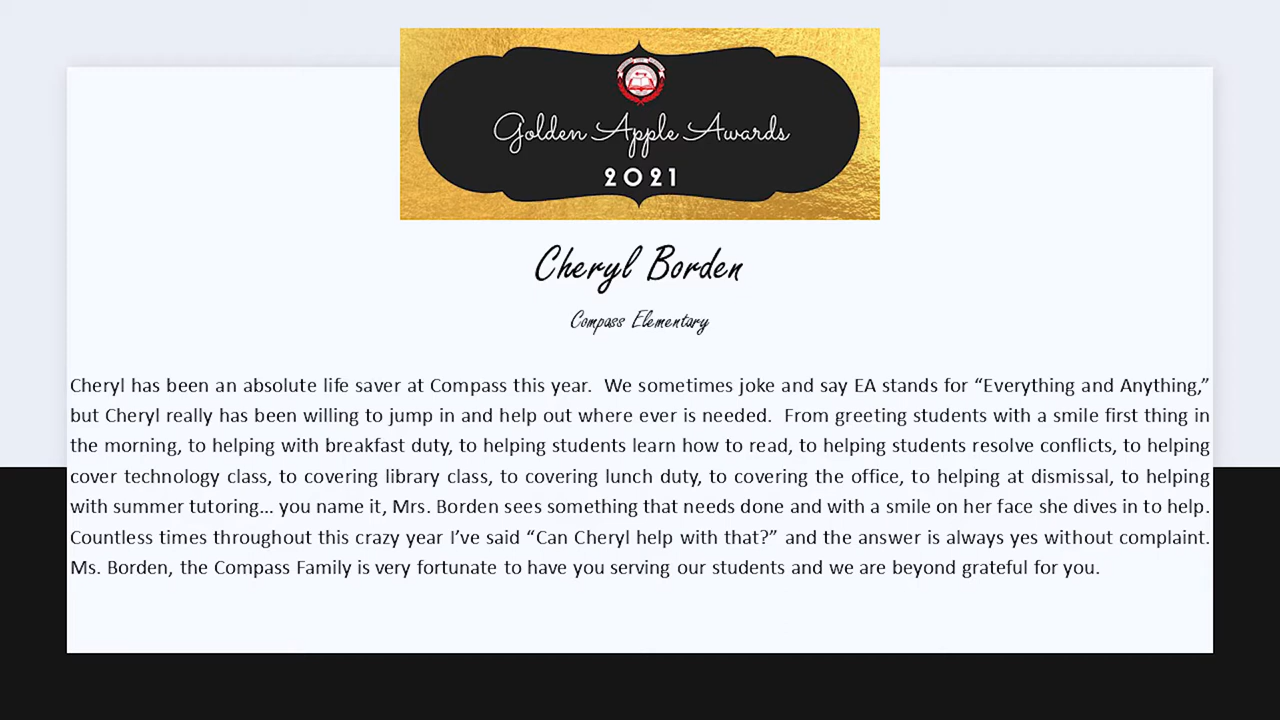 Golden Apple Awards
2021
Cheryl Borden
Compass Elementary
Cheryl has been an absolute life saver at Compass this year.  We sometimes joke and say EA stands for “Everything and Anything,”
but Cheryl really has been willing to jump in and help out where ever is needed.  From greeting students with a smile first thing in
the morning, to helping with breakfast duty, to helping students learn how to read, to helping students resolve conflicts, to helping
cover technology class, to covering library class, to covering lunch duty, to covering the office, to helping at dismissal, to helping
with summer tutoring… you name it, Mrs. Borden sees something that needs done and with a smile on her face she dives in to help.
Countless times throughout this crazy year I’ve said “Can Cheryl help with that?” and the answer is always yes without complaint.
Ms. Borden, the Compass Family is very fortunate to have you serving our students and we are beyond grateful for you.